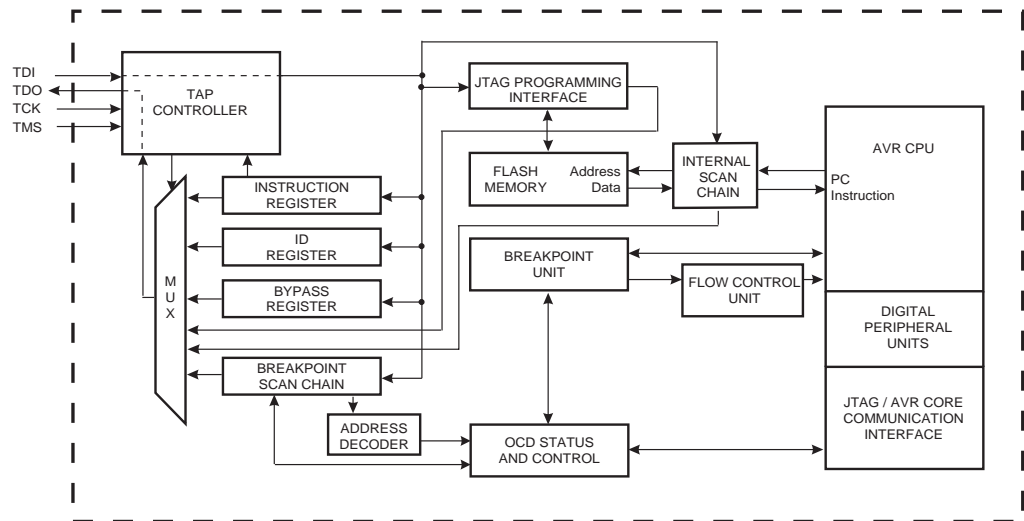 TDI
TDO
TCK
TMS
TAP
CONTROLLER
JTAG PROGRAMMING
INTERFACE
AVR CPU
FLASH
MEMORY
Address
Data
INTERNAL
SCAN
CHAIN
PC
Instruction
INSTRUCTION
REGISTER
ID
REGISTER
BREAKPOINT
UNIT
FLOW CONTROL
UNIT
BYPASS
REGISTER
M
U
X
DIGITAL
PERIPHERAL
UNITS
BREAKPOINT
SCAN CHAIN
ADDRESS
DECODER
OCD STATUS
AND CONTROL
JTAG / AVR CORE
COMMUNICATION
INTERFACE